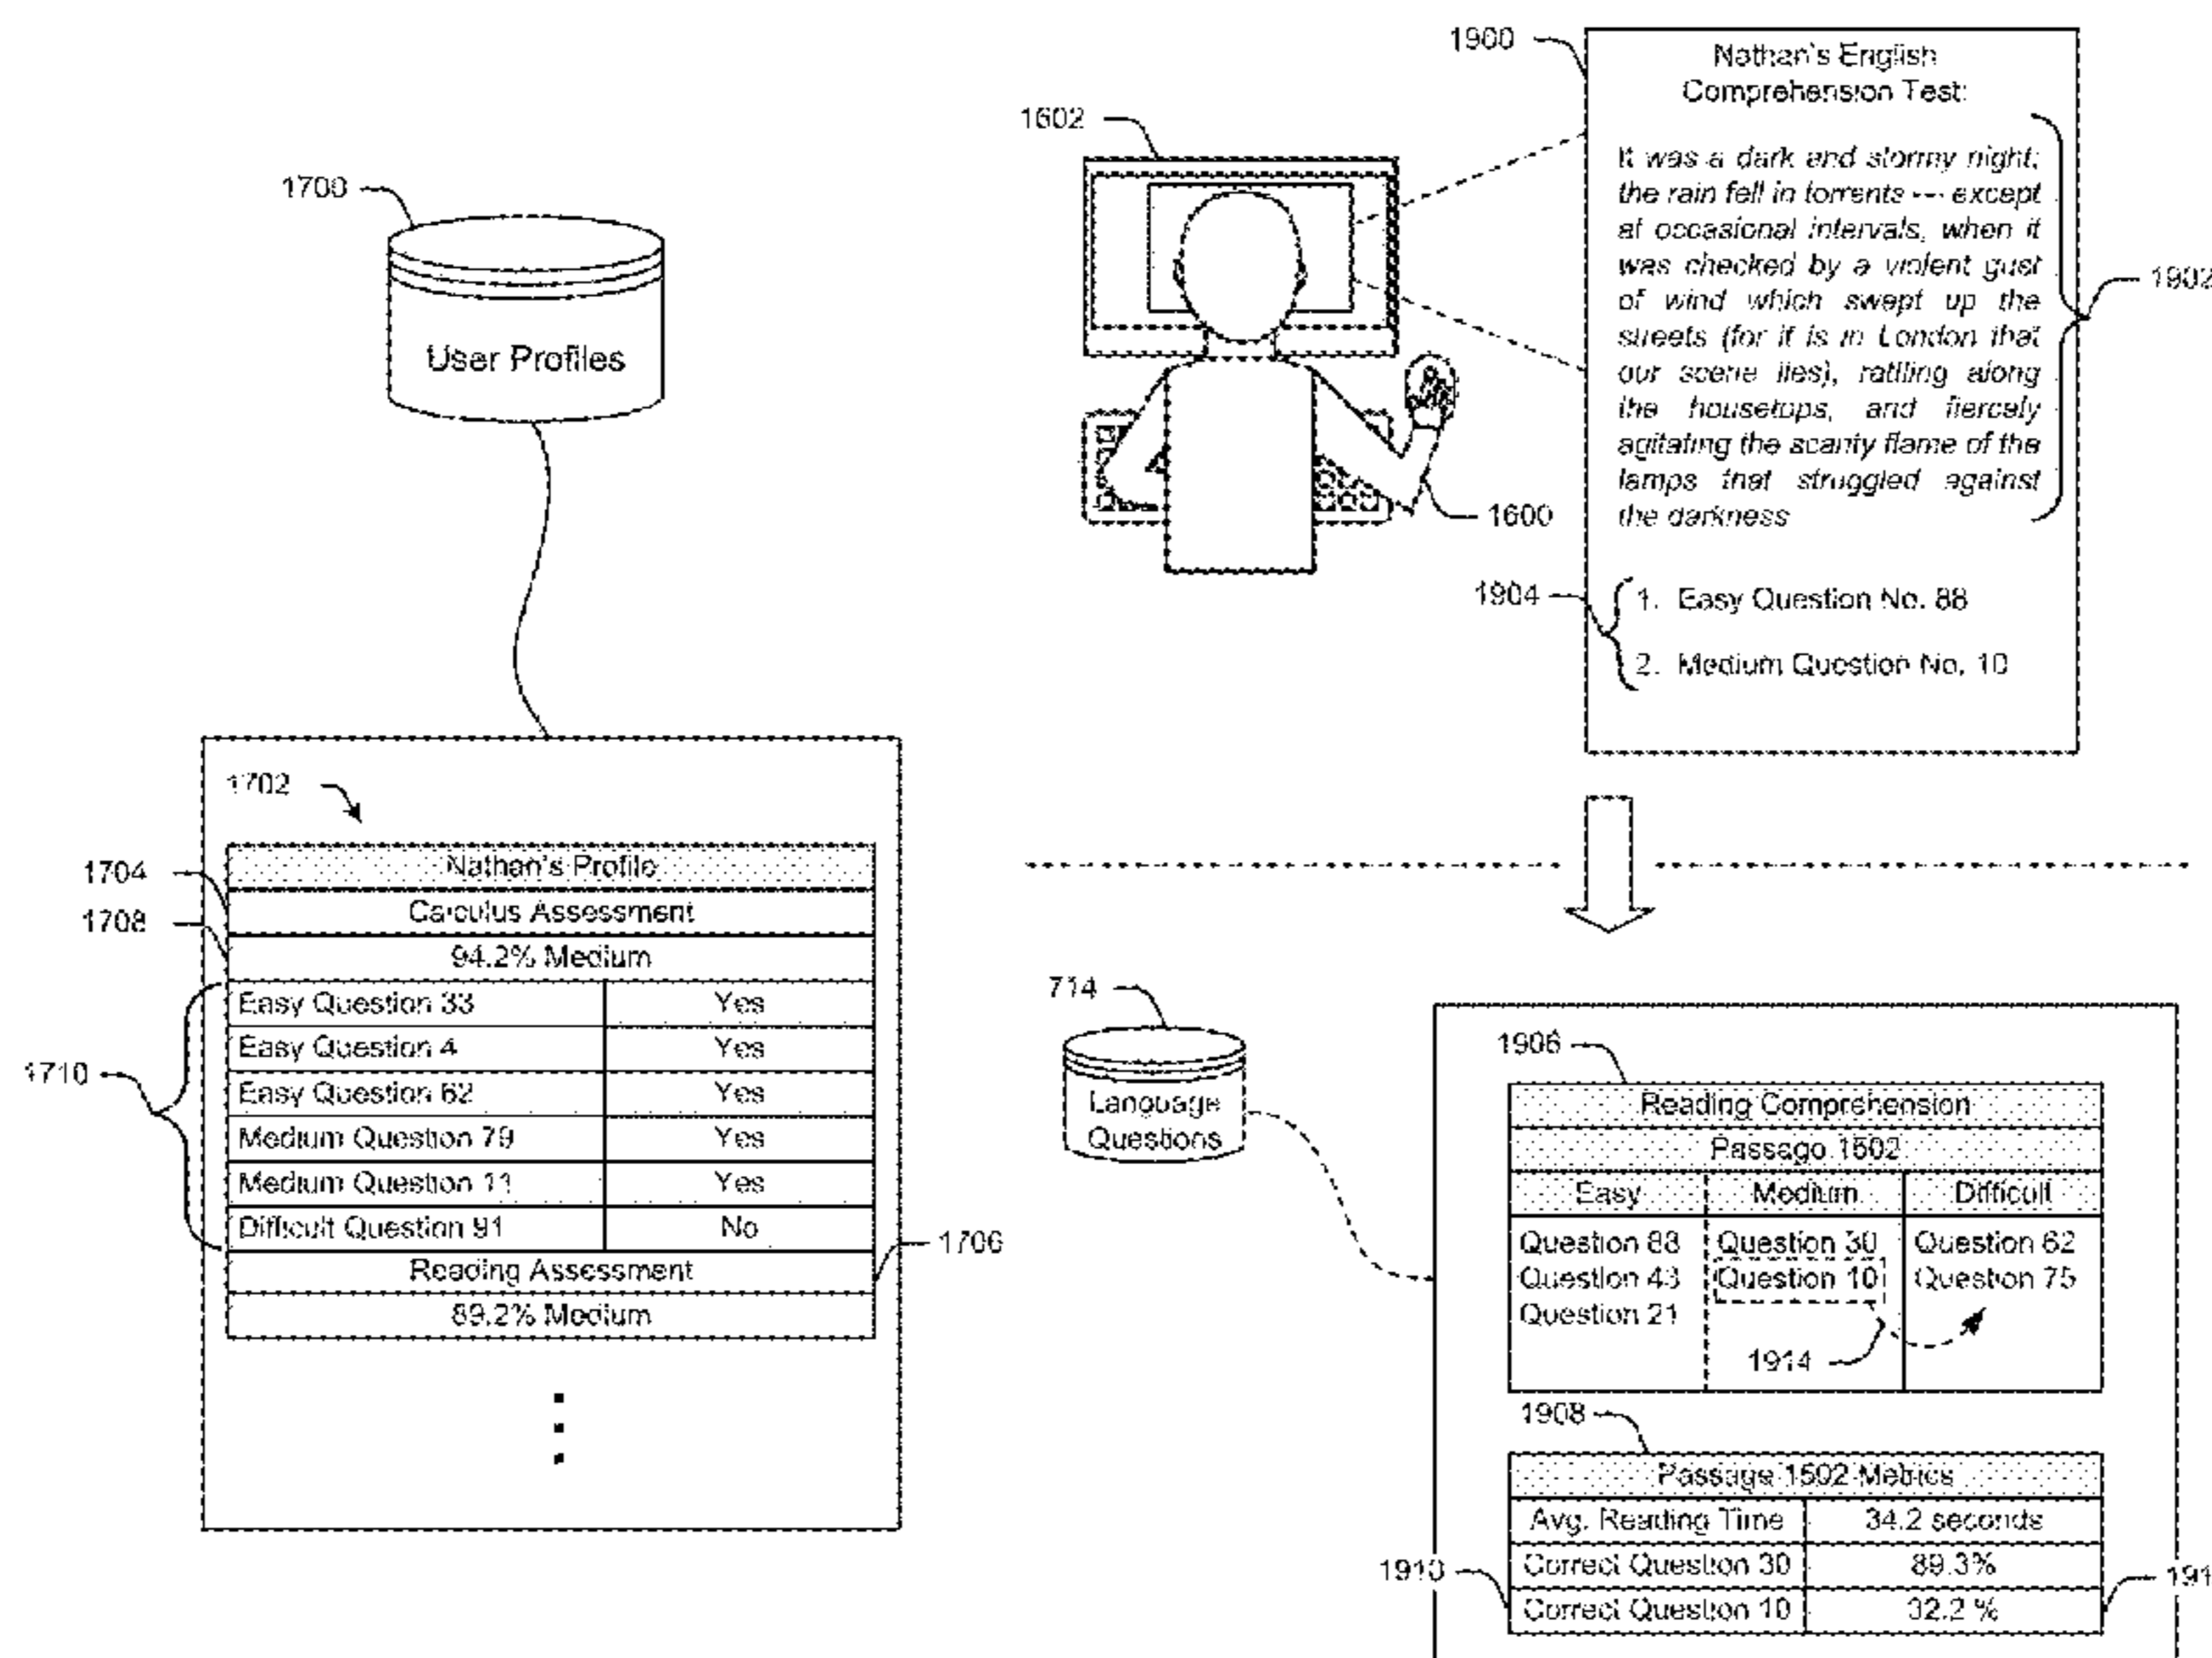 1700
User Profiles
1702
Nathan's Profile
1704
Calculus Assessment
1708
94.2% Medium
Easy Question 33 Yes
Easy Question 4 Yes
1710
Easy Question 62 Yes
Medium Question 79 Yes
Medium Question 11 Yes
Difficult Question 91 No
1706
Reading Assessment
89.2% Medium
1900
Nathan's English
Comprehension Test:
1602
It was a dark and stormy night;
the rain fell in torrents --- except
at occasional intervals, when it
was checked by a violent gust
of wind which swept up the
streets (for it is in London that
our scene lies), rattling along
the housetops, and fiercely
agitating the scanty flame of the
lamps that struggled against
the darkness
1902
1600
1904
1. Easy Question No. 88
2. Medium Question No. 10
714
Language
Questions
1906
Reading Comprehension
Passage 1502
Easy Medium Difficult
Question 88 Question 30 Question 62
Question 43 Question 10 Question 75
Question 21
1914
1908
Passage 1502 Metrics
Avg. Reading Time 34.2 seconds
Correct Question 30 89.3%
1910
Correct Question 10 32.2 %